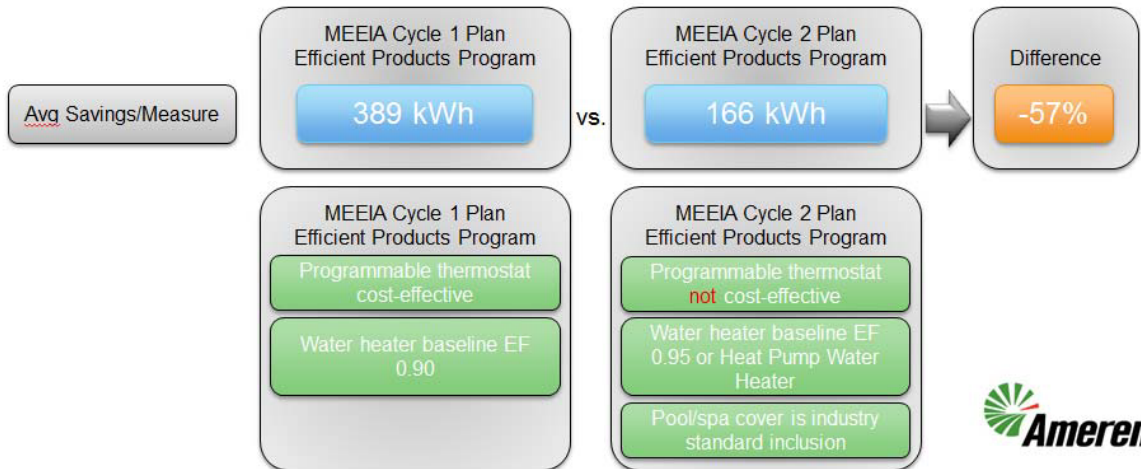 MEEIA Cycle 1 Plan
Efficient Products Program
389 kWh
MEEIA Cycle 2 Plan
Efficient Products Program
166 kWh
Difference
-57%
Avg Savings/Measure
vs.
MEEIA Cycle 1 Plan
Efficient Products Program
Programmable thermostat
cost-effective
Water heater baseline EF
0.90
MEEIA Cycle 2 Plan
Efficient Products Program
Programmable thermostat
not cost-effective
Water heater baseline EF
0.95 or Heat Pump Water
Heater
Pool/spa cover is industry
standard inclusion
Ameren